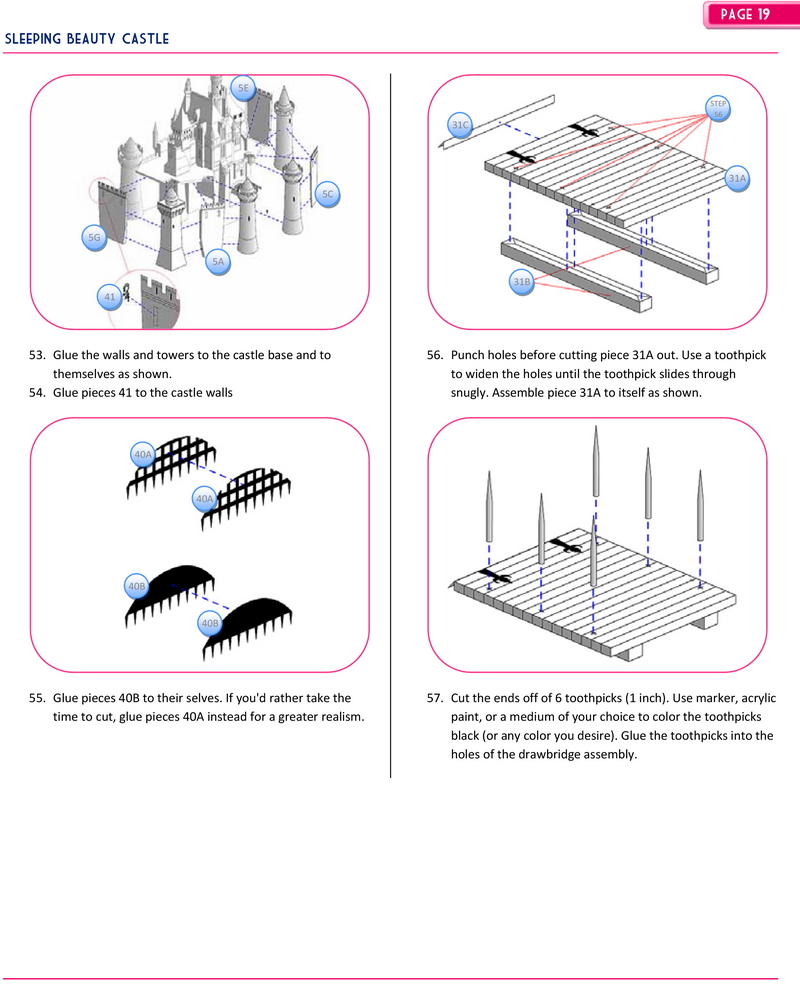 PAGE 19
SLEEPING BEAUTY CASTLE
5E
5C
5G
5A
41
53. Glue the walls and towers to the castle base and to
themselves as shown.
54. Glue pieces 41 to the castle walls
40A
40A
40B
40B
55. Glue pieces 40B to their selves. If you'd rather take the
time to cut, glue pieces 40A instead for a greater realism.
31C
STEP
56
31A
31B
56. Punch holes before cutting piece 31A out. Use a toothpick
to widen the holes until the toothpick slides through
snugly. Assemble piece 31A to itself as shown.
57. Cut the ends off of 6 toothpicks (1 inch). Use marker, acrylic
paint, or a medium of your choice to color the toothpicks
black (or any color you desire). Glue the toothpicks into the
holes of the drawbridge assembly.